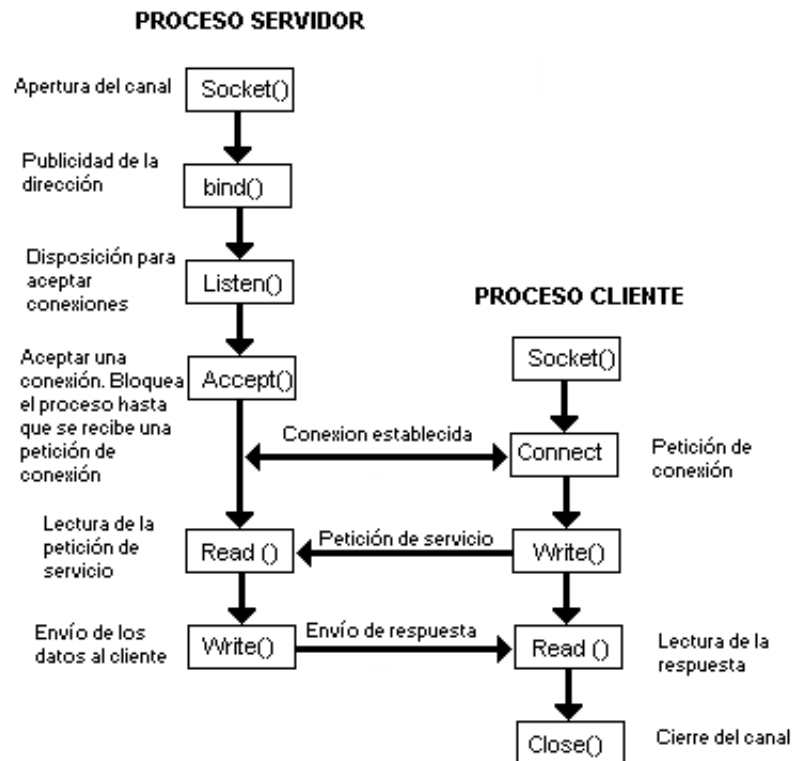 PROCESO SERVIDOR
Apertura del canal
Socket()
Publicidad de la
dirección
bind()
Disposición para
aceptar
conexiones
Listen()
PROCESO CLIENTE
Aceptar una
conexión. Bloquea
el proceso hasta
que se recibe una
petición de
conexión
Accept()
Socket()
Conexion establecida
Connect
Petición de
conexión
Lectura de la
petición de
servicio
Read ()
Petición de servicio
Write()
Envío de los
datos al cliente
Write()
Envío de respuesta
Read ()
Lectura de la
respuesta
Close()
Cierre del canal